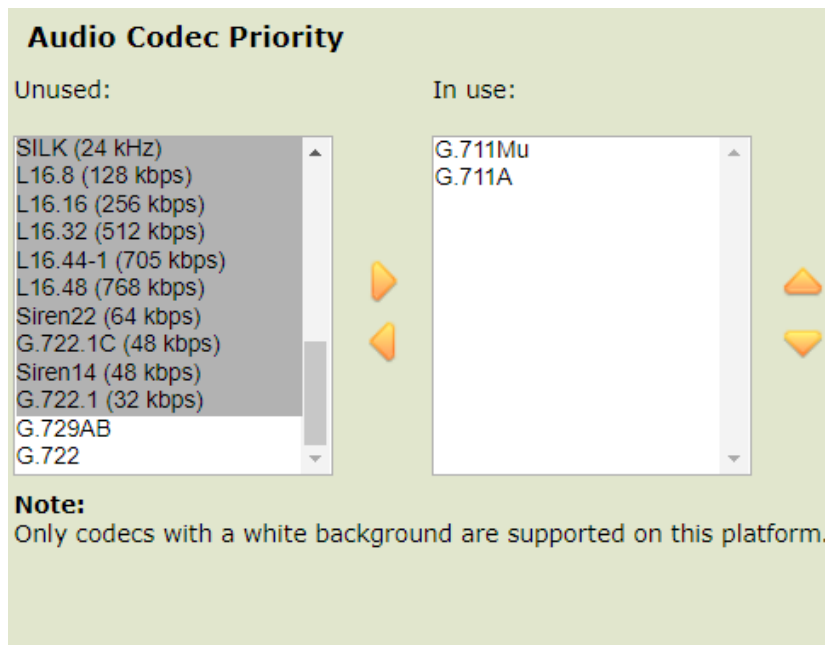 Audio Codec Priority
Unused:
In use:
SILK (24 kHz)
L16.8 (128 kbps)
L16.16 (256 kbps)
L16.32 (512 kbps)
L16.44-1 (705 kbps)
L16.48 (768 kbps)
Siren22 (64 kbps)
G.722.1C (48 kbps)
Siren14 (48 kbps)
G.722.1 (32 kbps)
G.729AB
G.722
G.711Mu
G.711A
Note:
Only codecs with a white background are supported on this platform.